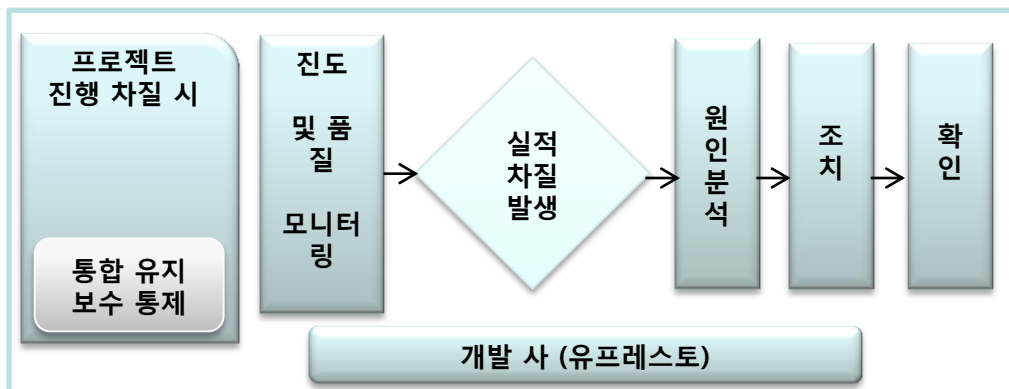 프로젝트
진행 차질 시
통합 유지
보수 통제
진도
및 품
질
모니터
링
실적
차질
발생
원
인
분
석
조
치
확
인
개발 사 (유프레스토)